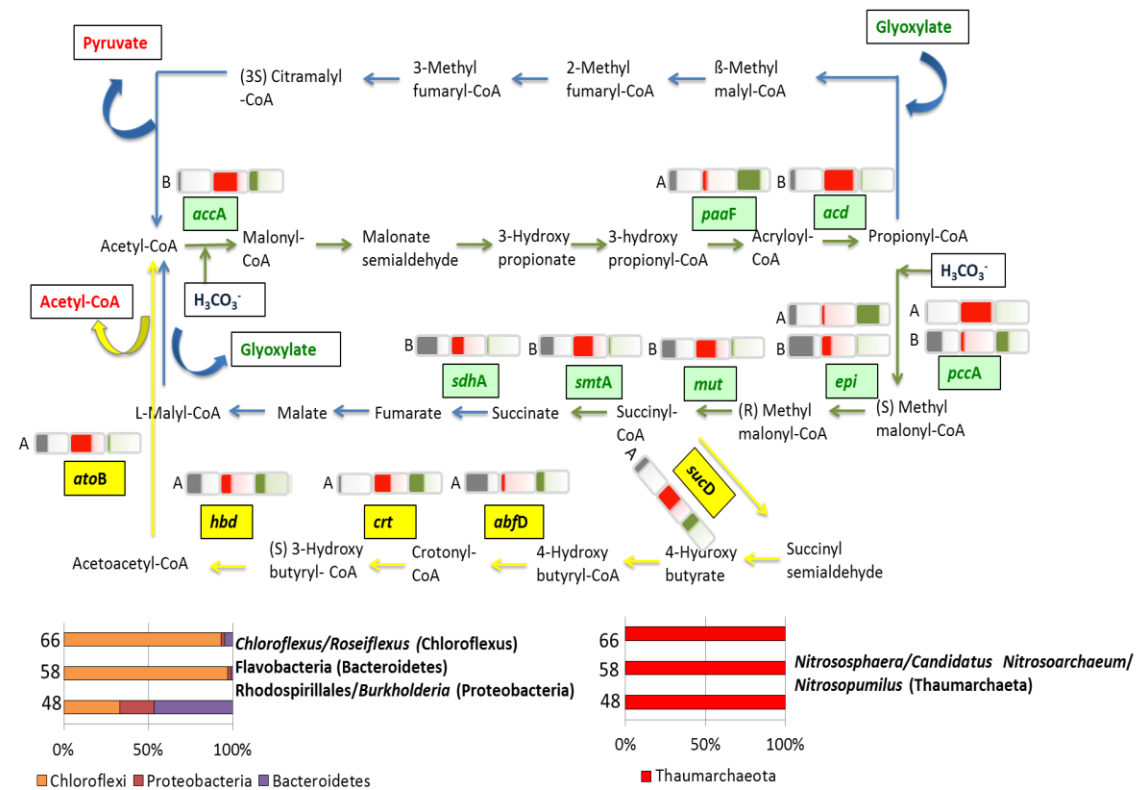 Pyruvate
Glyoxylate
(3S) Citramalyl
-CoA
3-Methyl
fumaryl-CoA
2-Methyl
fumaryl-CoA
ß-Methyl
malyl-CoA
B
accA
A
paaF
B
acd
Acetyl-CoA
Malonyl-
CoA
Malonate
semialdehyde
3-Hydroxy
propionate
3-hydroxy
propionyl-CoA
Acryloyl-
CoA
Propionyl-CoA
H3CO3-
H3CO3-
Acetyl-CoA
Glyoxylate
B
sdhA
B
smtA
B
mut
A
B
epi
A
B
pccA
L-Malyl-CoA
Malate
Fumarate
Succinate
Succinyl-
CoA
(R) Methyl
malonyl-CoA
(S) Methyl
malonyl-CoA
A
atoB
A
hbd
A
crt
A
abfD
A
sucD
Acetoacetyl-CoA
(S) 3-Hydroxy
butyryl- CoA
Crotonyl-
CoA
4-Hydroxy
butyryl-CoA
4-Hydroxy
butyrate
Succinyl
semialdehyde
66
58
48
0%
50%
100%
Chloroflexus/Roseiflexus (Chloroflexus)
Flavobacteria (Bacteroidetes)
Rhodospirillales/Burkholderia (Proteobacteria)
Chloroflexi
Proteobacteria
Bacteroidetes
66
58
48
0%
50%
100%
Nitrososphaera/Candidatus Nitrosoarchaeum/
Nitrosopumilus (Thaumarchaeta)
Thaumarchaeota